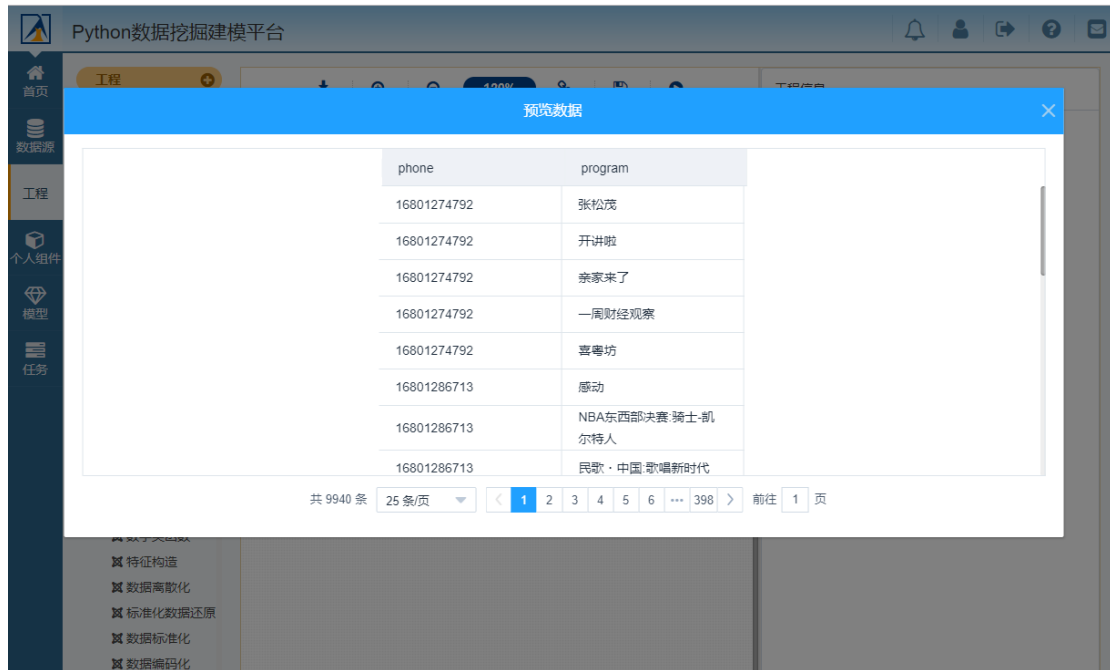 Python数据挖掘建模平台
首页
数据源
工程
个人组件
模型
任务
工程
120%
工程信息
预览数据
phone program
16801274792 张松茂
16801274792 开讲啦
16801274792 亲家来了
16801274792 一周财经观察
16801274792 喜粤坊
16801286713 感动
16801286713 NBA东西部决赛:骑士-凯
尔特人
16801286713 民歌·中国:歌唱新时代
共 9940 条 25 条/页 1 2 3 4 5 6 ••• 398 前往 1 页
数学类函数
特征构造
数据离散化
标准化数据还原
数据标准化
数据编码化